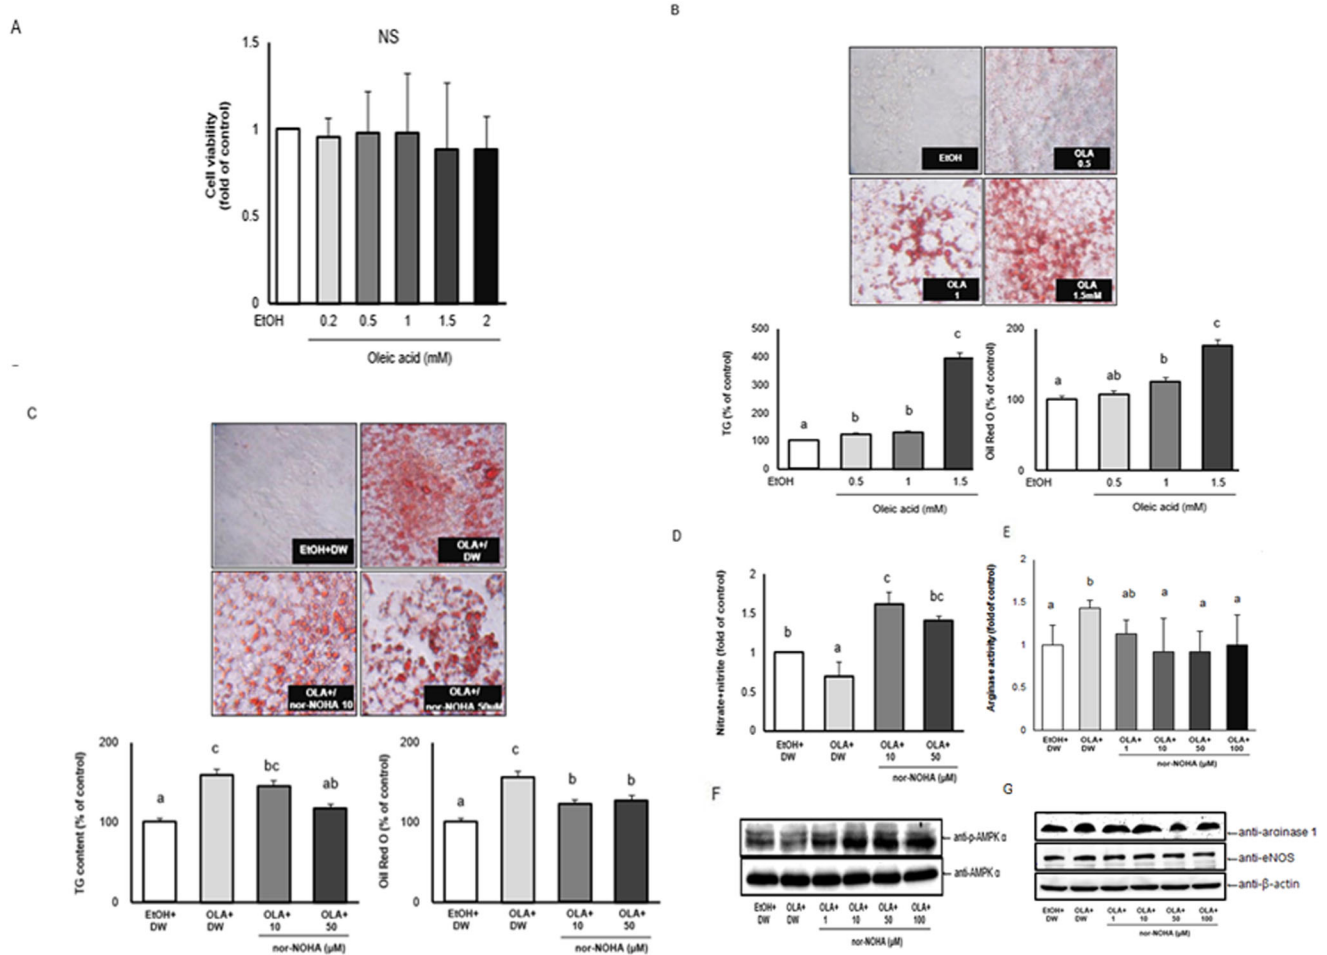 A
NS
Cell viability
(fold of control)
1.5
1
0.5
0
EtOH 0.2 0.5 1 1.5 2
Oleic acid (mM)
B
EtOH
OLA
0.5
OLA
1
OLA
1.5mM
TG (% of control)
500
400
300
200
100
0
a b b c
EtOH 0.5 1 1.5
Oleic acid (mM)
Oil Red O (% of control)
200
100
0
a ab b c
EtOH 0.5 1 1.5
Oleic acid (mM)
C
EtOH+DW
OLA+/
DW
OLA+/
nor-NOHA 10
OLA+/
nor-NOHA 50μM
TG content (% of control)
200
100
0
a c bc ab
EtOH+ OLA+ OLA+ OLA+
DW DW 10 50
nor-NOHA (μM)
Oil Red O (% of control)
200
100
0
a c b b
EtOH+ OLA+ OLA+ OLA+
DW DW 10 50
nor-NOHA (μM)
D
Nitrate+nitrite (fold of control)
2
1.5
1
0.5
0
b a c bc
EtOH+ OLA+ OLA+ OLA+
DW DW 10 50
nor-NOHA (μM)
E
Arginase activity (fold of control)
2
1.5
1
0.5
0
a b ab a a a
EtOH+ OLA+ OLA+ OLA+ OLA+ OLA+
DW DW 1 10 50 100
nor-NOHA (μM)
F
anti-p-AMPK α
anti-AMPK α
EtOH+ OLA+ OLA+ OLA+ OLA+ OLA+
DW DW 1 10 50 100
nor-NOHA (μM)
G
anti-arginase 1
anti-eNOS
anti-β-actin
EtOH+ OLA+ OLA+ OLA+ OLA+ OLA+
DW DW 1 10 50 100
nor-NOHA (μM)